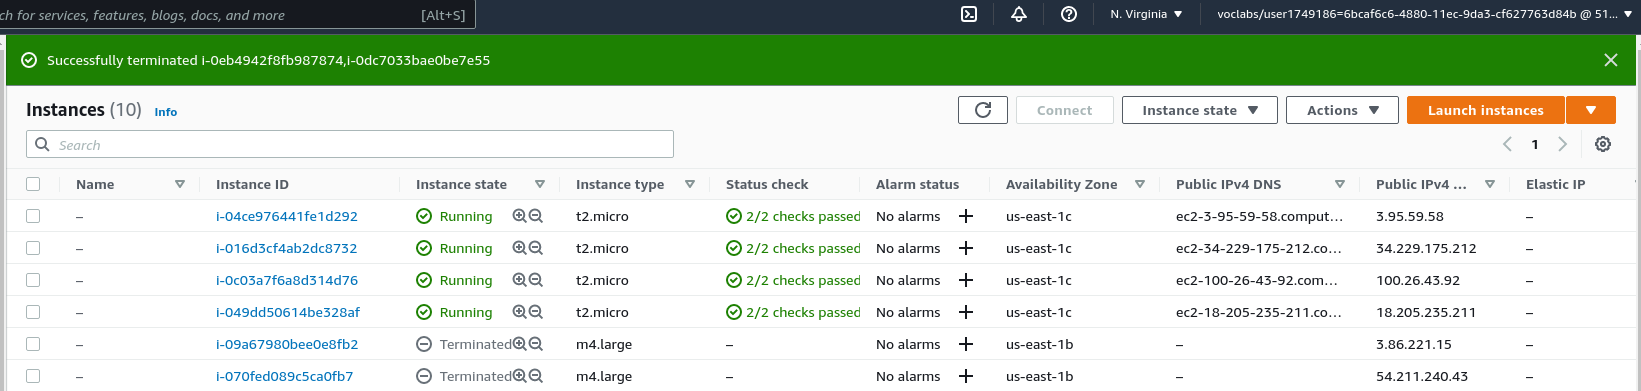 ch for services, features, blogs, docs, and more [Alt+S] N. Virginia voclabs/user1749186=6bcaf6c6-4880-11ec-9da3-cf627763d84b @ 51...
Successfully terminated i-0eb4942f8fb987874,i-0dc7033bae0be7e55
Instances (10) Info Connect Instance state Actions Launch instances
Search 1
Name Instance ID Instance state Instance type Status check Alarm status Availability Zone Public IPv4 DNS Public IPv4 ... Elastic IP
– i-04ce976441fe1d292 Running t2.micro 2/2 checks passed No alarms + us-east-1c ec2-3-95-59-58.comput... 3.95.59.58 –
– i-016d3cf4ab2dc8732 Running t2.micro 2/2 checks passed No alarms + us-east-1c ec2-34-229-175-212.co... 34.229.175.212 –
– i-0c03a7f6a8d314d76 Running t2.micro 2/2 checks passed No alarms + us-east-1c ec2-100-26-43-92.com... 100.26.43.92 –
– i-049dd50614be328af Running t2.micro 2/2 checks passed No alarms + us-east-1c ec2-18-205-235-211.co... 18.205.235.211 –
– i-09a67980bee0e8fb2 Terminated m4.large – No alarms + us-east-1b – 3.86.221.15 –
– i-070fed089c5ca0fb7 Terminated m4.large – No alarms + us-east-1b – 54.211.240.43 –